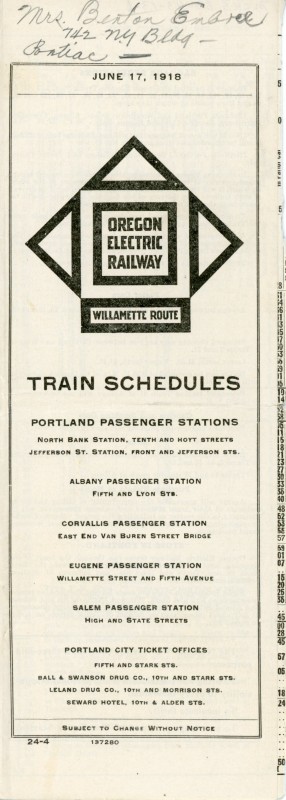 Mrs. Benton Embree
742 N.Y Bldg —
Pontiac —
JUNE 17, 1918
OREGON
ELECTRIC
RAILWAY
WILLAMETTE ROUTE
TRAIN SCHEDULES
PORTLAND PASSENGER STATIONS
NORTH BANK STATION, TENTH AND HOYT STREETS
JEFFERSON ST. STATION, FRONT AND JEFFERSON STS.
ALBANY PASSENGER STATION
FIFTH AND LYON STS.
CORVALLIS PASSENGER STATION
EAST END VAN BUREN STREET BRIDGE
EUGENE PASSENGER STATION
WILLAMETTE STREET AND FIFTH AVENUE
SALEM PASSENGER STATION
HIGH AND STATE STREETS
PORTLAND CITY TICKET OFFICES
FIFTH AND STARK STS.
BALL & SWANSON DRUG CO., 10TH AND STARK STS.
LELAND DRUG CO., 10TH AND MORRISON STS.
SEWARD HOTEL, 10TH & ALDER STS.
SUBJECT TO CHANGE WITHOUT NOTICE
24-4 137280